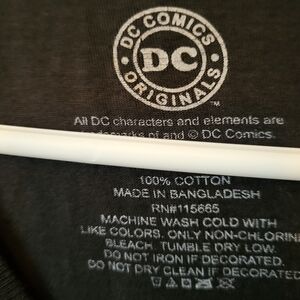 DC COMICS
DC
ORIGINALS
TM
All DC characters and elements are
trademarks of and © DC Comics.
100% COTTON
MADE IN BANGLADESH
RN#115665
MACHINE WASH COLD WITH
LIKE COLORS. ONLY NON-CHLORINE
BLEACH. TUMBLE DRY LOW.
DO NOT IRON IF DECORATED.
DO NOT DRY CLEAN IF DECORATED